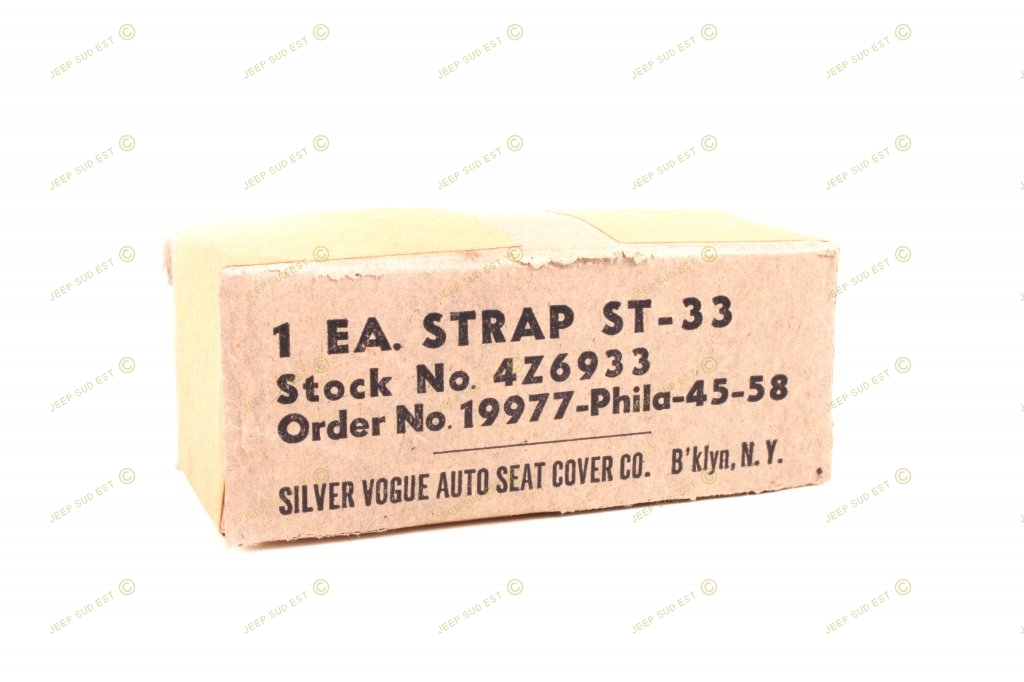 1 EA. STRAP ST-33
Stock No. 4Z6933
Order No. 19977-Phila-45-58
SILVER VOGUE AUTO SEAT COVER CO. B'klyn, N. Y.
JEEP SUD EST ©